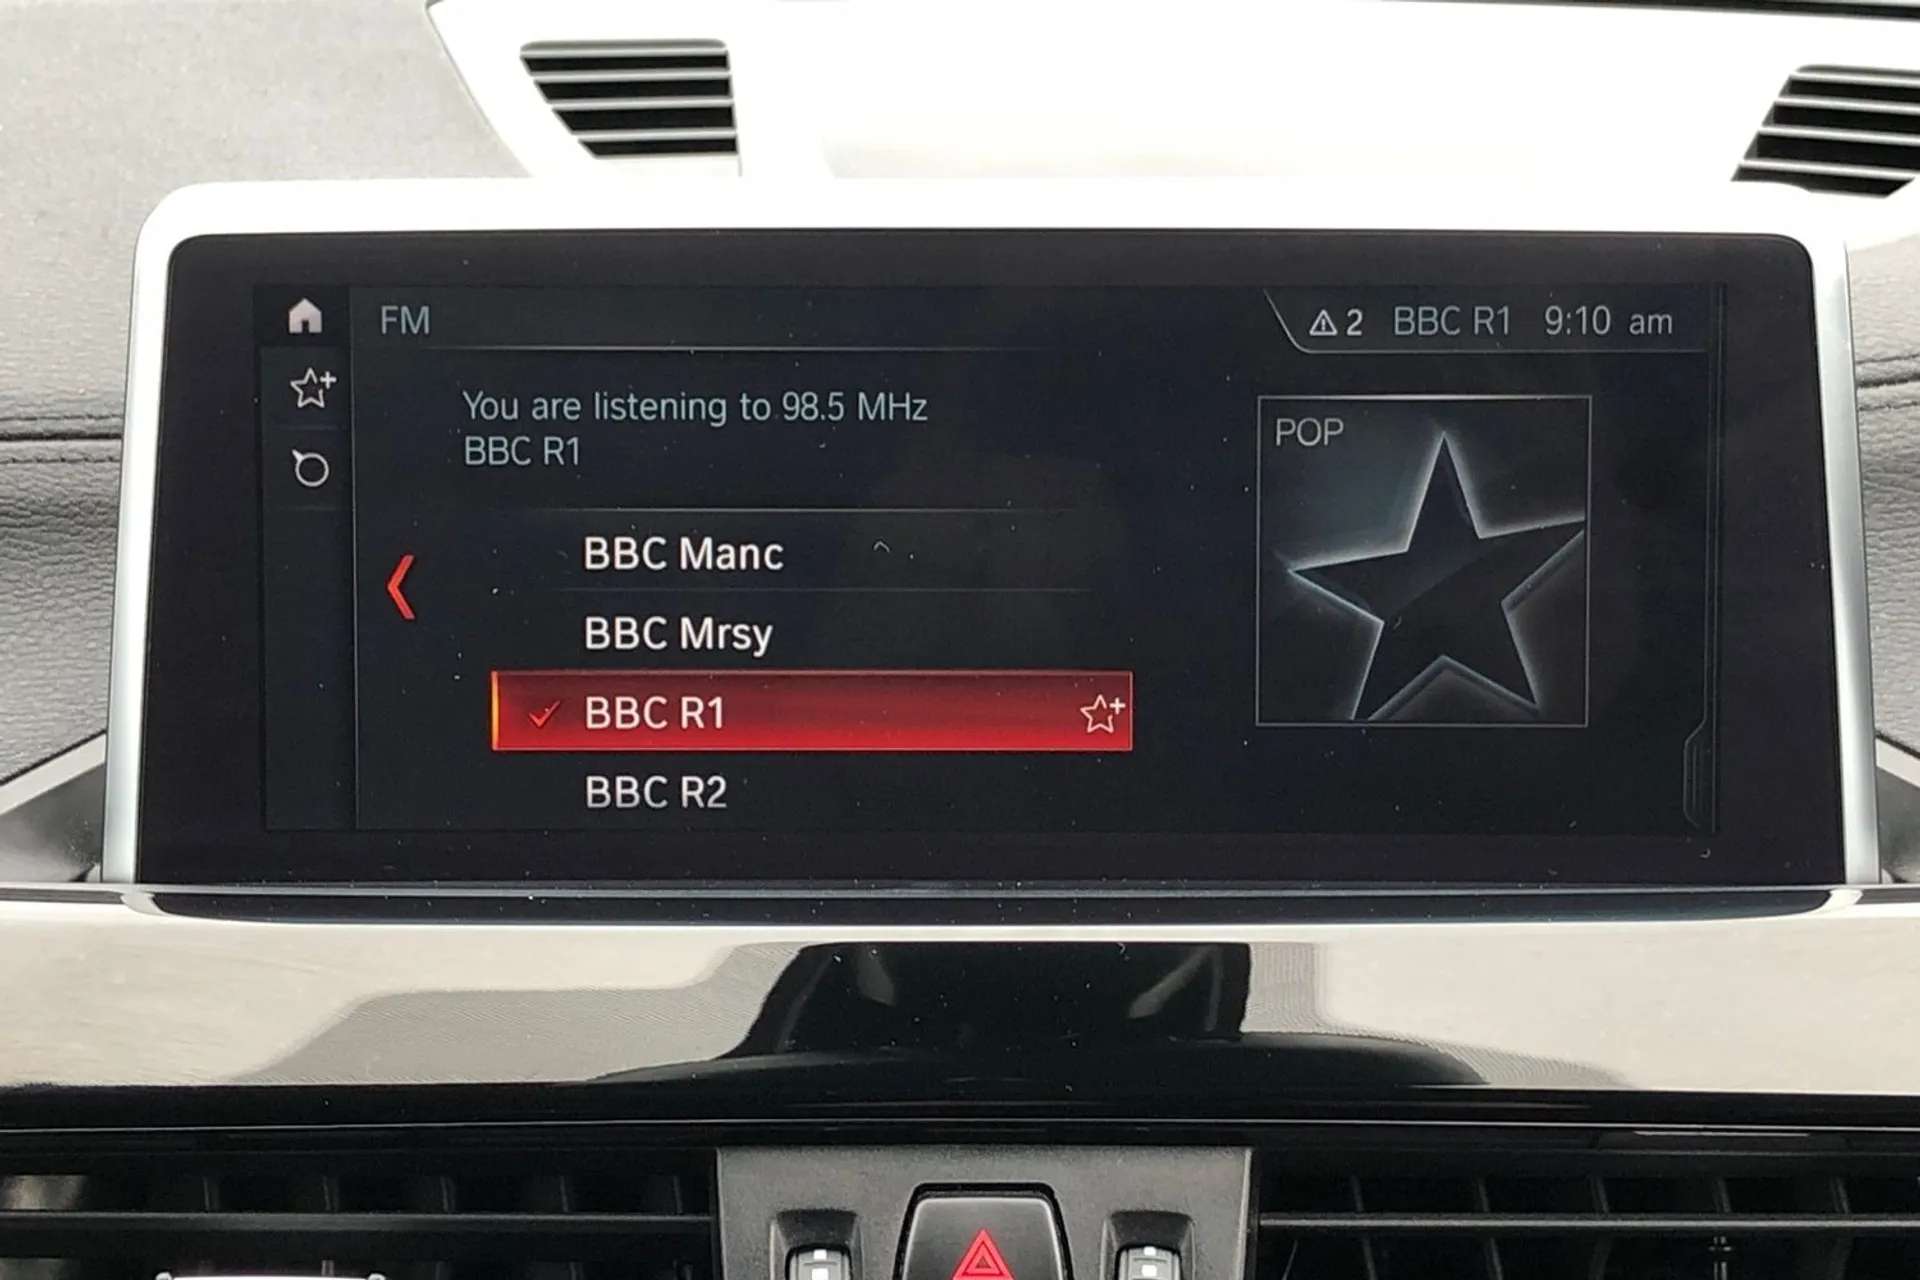 FM
2 BBC R1 9:10 am
You are listening to 98.5 MHz
BBC R1
POP
BBC Manc
BBC Mrsy
BBC R1
BBC R2